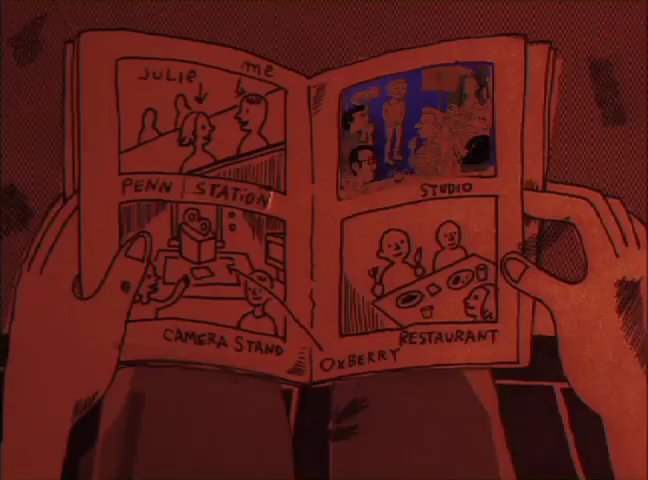 JULIE
me
PENN STATION
STUDIO
CAMERA STAND
OXBERRY
RESTAURANT